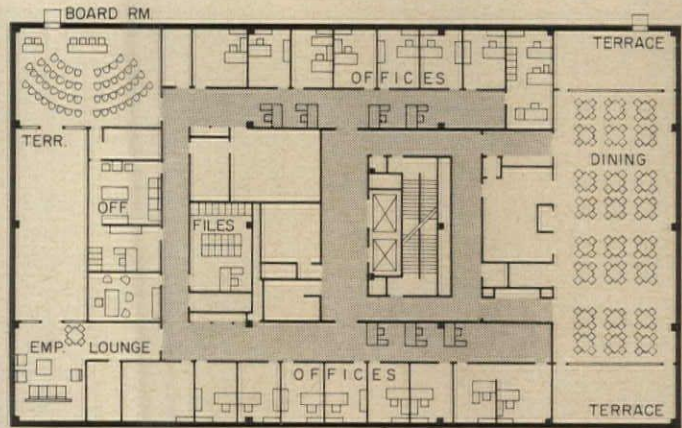 BOARD RM.
TERRACE
OFFICES
TERR.
DINING
OFF.
FILES
EMP. LOUNGE
OFFICES
TERRACE